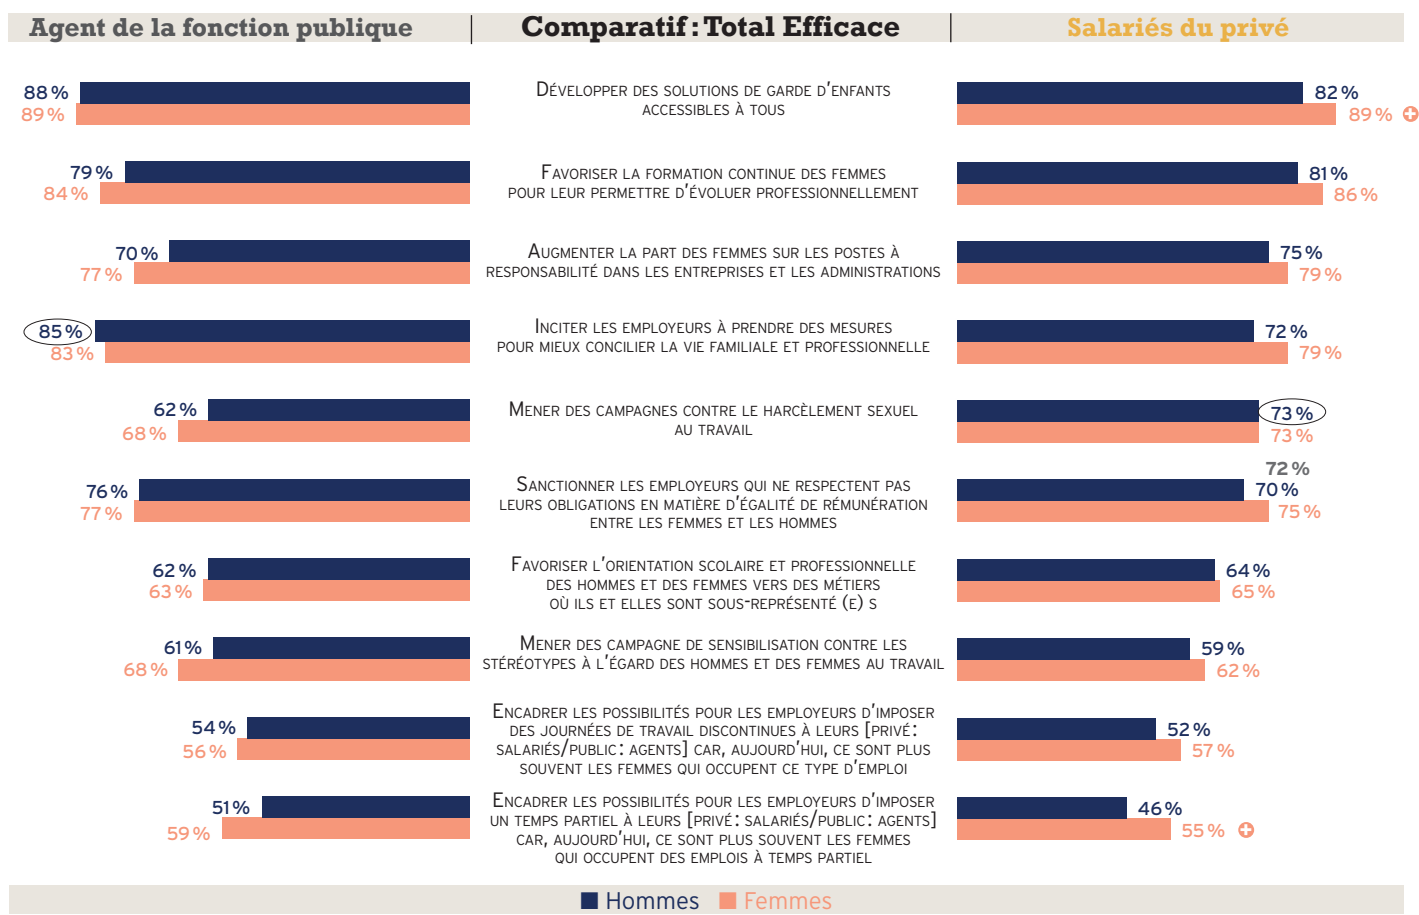 Agent de la fonction publique
Comparatif : Total Efficace
Salariés du privé
88 %
89 %
Développer des solutions de garde d'enfants
accessibles à tous
82 %
89 %
79 %
84 %
Favoriser la formation continue des femmes
pour leur permettre d'évoluer professionnellement
81 %
86 %
70 %
77 %
Augmenter la part des femmes sur les postes à
responsabilité dans les entreprises et les administrations
75 %
79 %
85 %
83 %
Inciter les employeurs à prendre des mesures
pour mieux concilier la vie familiale et professionnelle
72 %
79 %
62 %
68 %
Mener des campagnes contre le harcèlement sexuel
au travail
73 %
73 %
76 %
77 %
Sanctionner les employeurs qui ne respectent pas
leurs obligations en matière d'égalité de rémunération
entre les femmes et les hommes
72 %
70 %
75 %
62 %
63 %
Favoriser l'orientation scolaire et professionnelle
des hommes et des femmes vers des métiers
où ils et elles sont sous-représenté (e) s
64 %
65 %
61 %
68 %
Mener des campagne de sensibilisation contre les
stéréotypes à l'égard des hommes et des femmes au travail
59 %
62 %
54 %
56 %
Encadrer les possibilités pour les employeurs d'imposer
des journées de travail discontinues à leurs [privé :
salariés/public : agents] car, aujourd'hui, ce sont plus
souvent les femmes qui occupent ce type d'emploi
52 %
57 %
51 %
59 %
Encadrer les possibilités pour les employeurs d'imposer
un temps partiel à leurs [privé : salariés/public : agents]
car, aujourd'hui, ce sont plus souvent les femmes
qui occupent des emplois à temps partiel
46 %
55 %
Hommes
Femmes